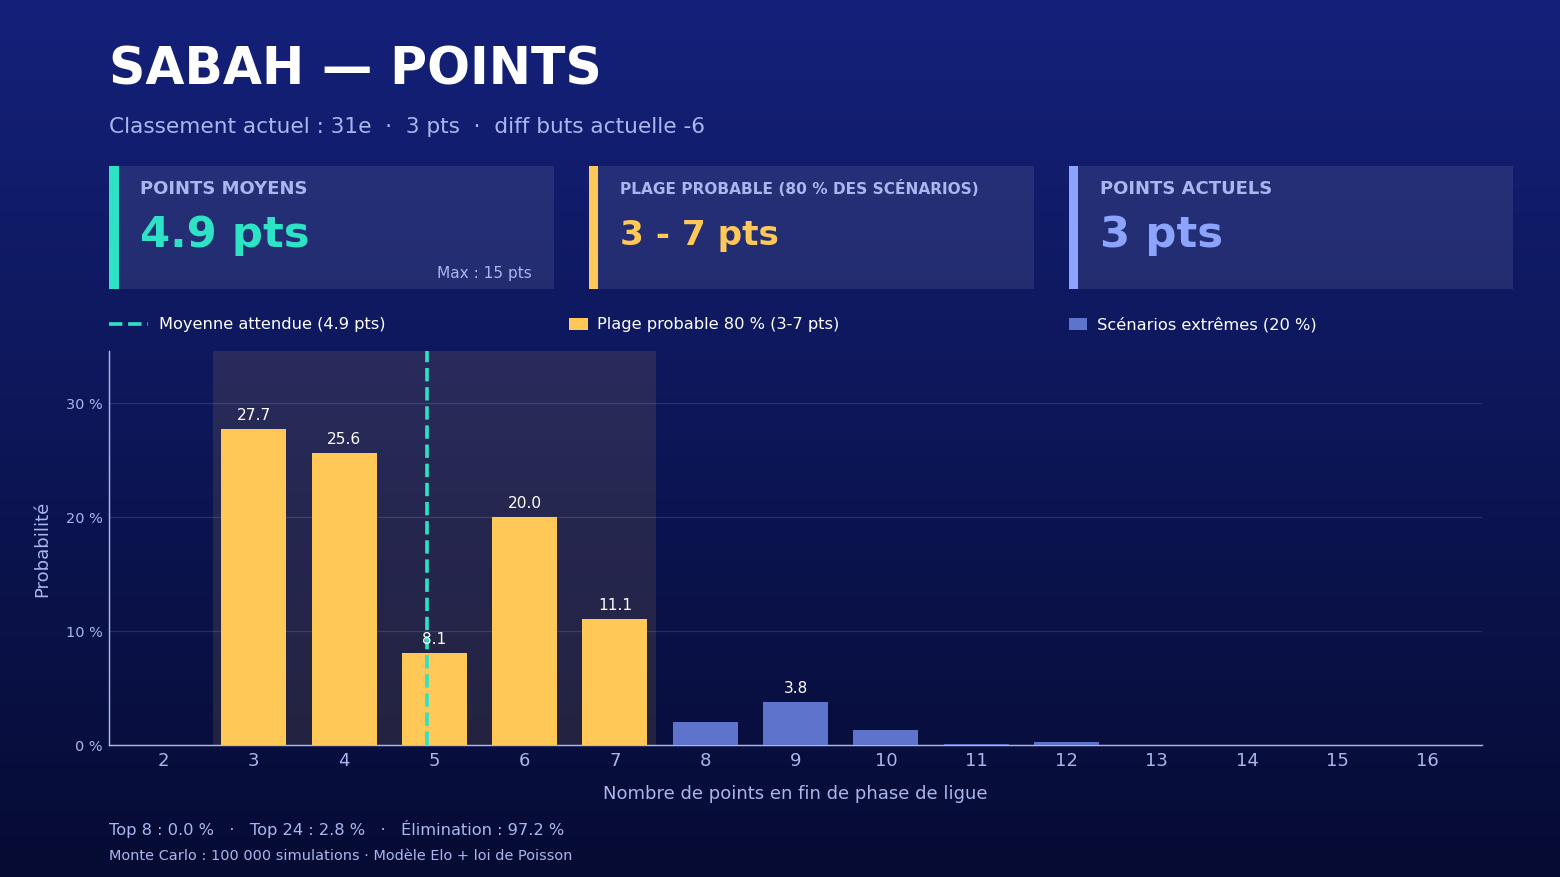 SABAH — POINTS
Classement actuel : 31e · 3 pts · diff buts actuelle -6
POINTS MOYENS
4.9 pts
Max : 15 pts
PLAGE PROBABLE (80 % DES SCÉNARIOS)
3 - 7 pts
POINTS ACTUELS
3 pts
Moyenne attendue (4.9 pts)
Plage probable 80 % (3-7 pts)
Scénarios extrêmes (20 %)
Probabilité
30 %
20 %
10 %
0 %
27.7
25.6
8.1
20.0
11.1
3.8
2 3 4 5 6 7 8 9 10 11 12 13 14 15 16
Nombre de points en fin de phase de ligue
Top 8 : 0.0 % · Top 24 : 2.8 % · Élimination : 97.2 %
Monte Carlo : 100 000 simulations · Modèle Elo + loi de Poisson